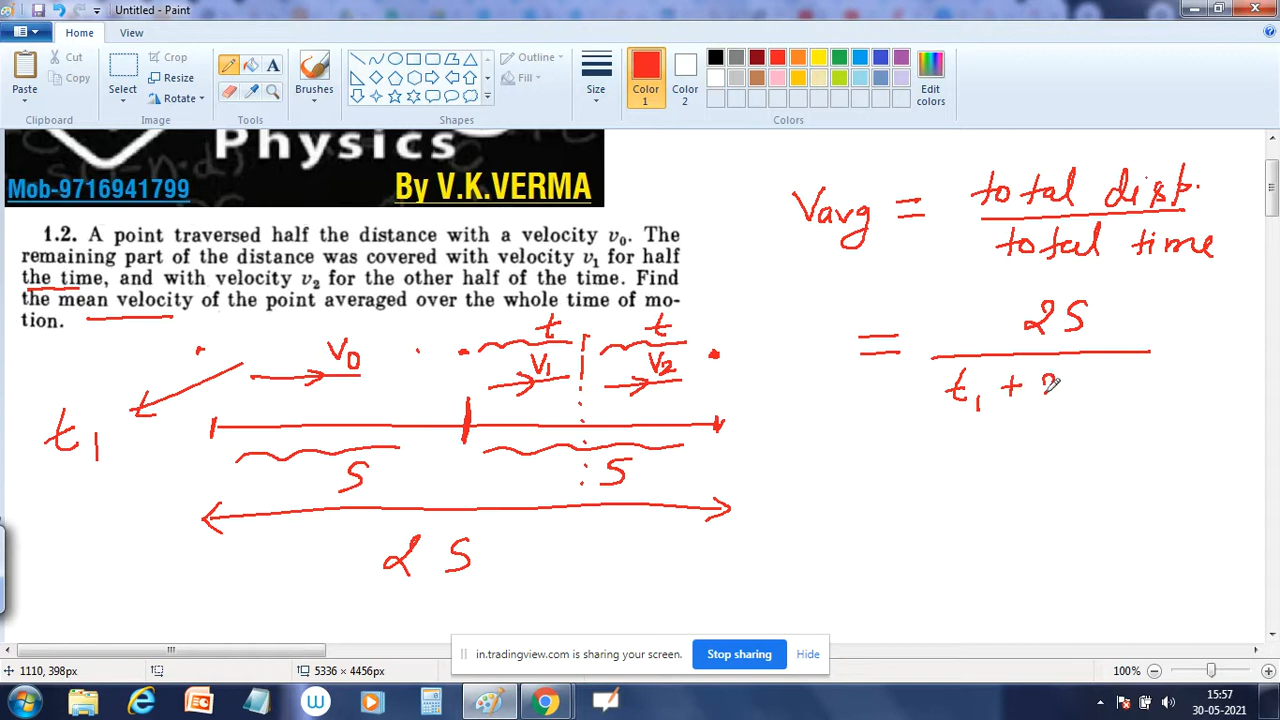 Untitled - Paint
Home View
Paste
Cut
Copy
Clipboard
Select
Crop
Resize
Rotate
Image
Tools
Brushes
Shapes
Outline
Fill
Size
Color 1
Color 2
Edit colors
Colors
Physics
Mob-9716941799 By V.K.VERMA
1.2. A point traversed half the distance with a velocity v₀. The
remaining part of the distance was covered with velocity v₁ for half
the time, and with velocity v₂ for the other half of the time. Find
the mean velocity of the point averaged over the whole time of mo-
tion.
t t
V0 V1 V2
t1
S S
2 S
Vavg = total disp.
total time
= 2S
t1 + 2
in.tradingview.com is sharing your screen. Stop sharing Hide
1110, 398px 5336 × 4456px 100%
15:57
30-05-2021